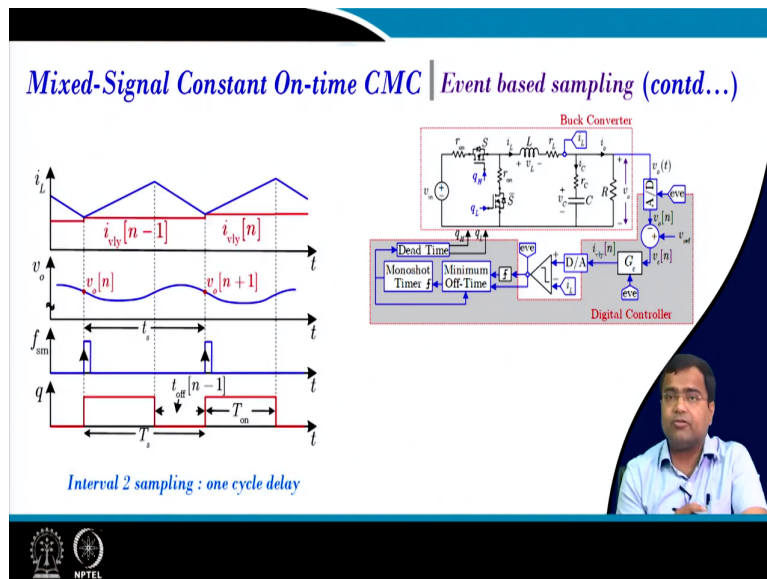 Mixed-Signal Constant On-time CMC | Event based sampling (contd...)
i_L
i_vly[n-1]
i_vly[n]
t
v_o
v_o[n]
v_o[n+1]
t
t_s
f_sm
t
q
t_off[n-1]
T_on
T_s
t
Interval 2 sampling : one cycle delay
Buck Converter
r_on
S
i_L
L
r_L
i_L
i_o
+ v_L −
i_C
r_C
v_in
q_H
r_on
q_L
S̅
+
v_C
−
C
R
+
v_o
−
v_o(t)
A/D
eve
v_o[n]
v_ref
v_e[n]
G_c
eve
i_vly[n]
D/A
i_L
eve
q_H
q_L
Dead Time
Monoshot
Timer
Minimum
Off-Time
Digital Controller
NPTEL